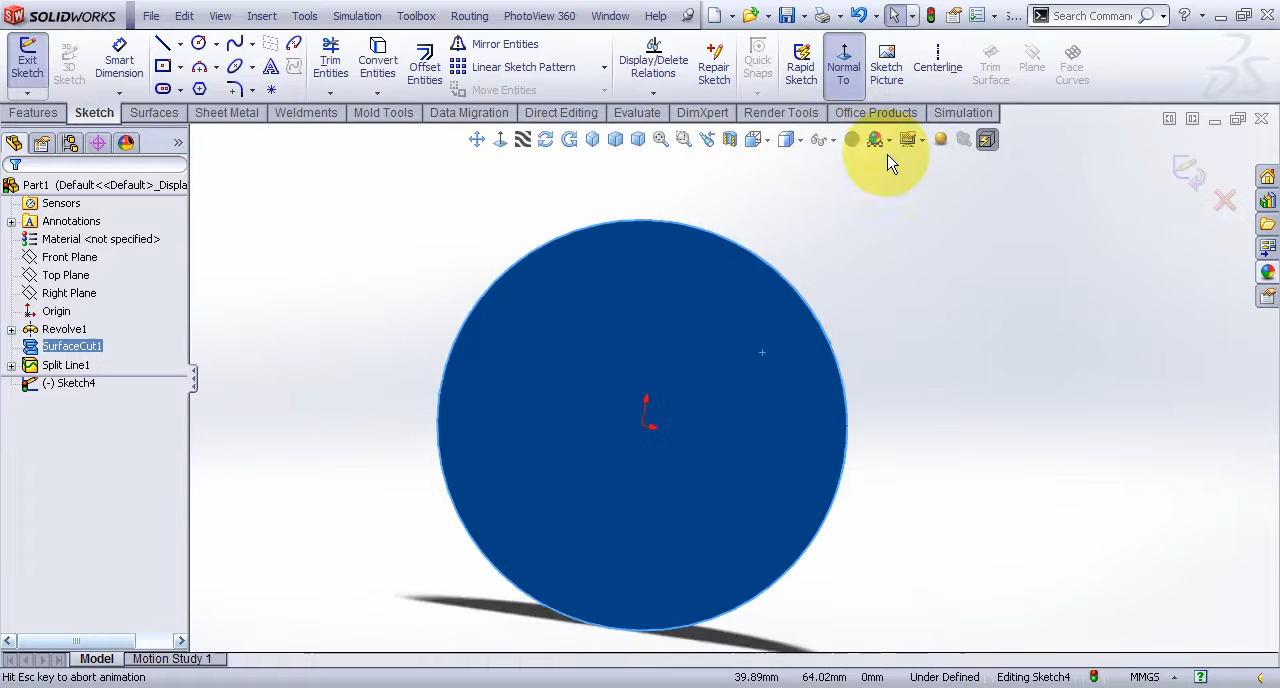 SOLIDWORKS File Edit View Insert Tools Simulation Toolbox Routing PhotoView 360 Window Help S... Search Comman
Exit Sketch
3D Sketch
Smart Dimension
Trim Entities
Convert Entities
Offset Entities
Mirror Entities
Linear Sketch Pattern
Move Entities
Display/Delete Relations
Repair Sketch
Quick Snaps
Rapid Sketch
Normal To
Sketch Picture
Centerline
Trim Surface
Plane
Face Curves
Features Sketch Surfaces Sheet Metal Weldments Mold Tools Data Migration Direct Editing Evaluate DimXpert Render Tools Office Products Simulation
Part1 (Default<<Default>_Displa
Sensors
Annotations
Material <not specified>
Front Plane
Top Plane
Right Plane
Origin
Revolve1
SurfaceCut1
Split Line1
(-) Sketch4
Model Motion Study 1
Hit Esc key to abort animation 39.89mm 64.02mm 0mm Under Defined Editing Sketch4 MMGS